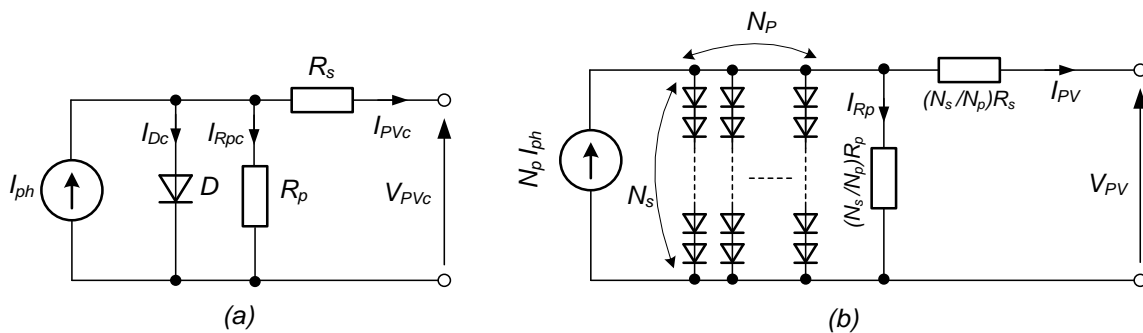 R_s
I_Dc
I_Rpc
I_PVc
I_ph
D
R_p
V_PVc
(a)
N_P
(N_s/N_p)R_s
I_PV
I_Rp
N_p I_ph
N_s
(N_s/N_p)R_p
V_PV
(b)